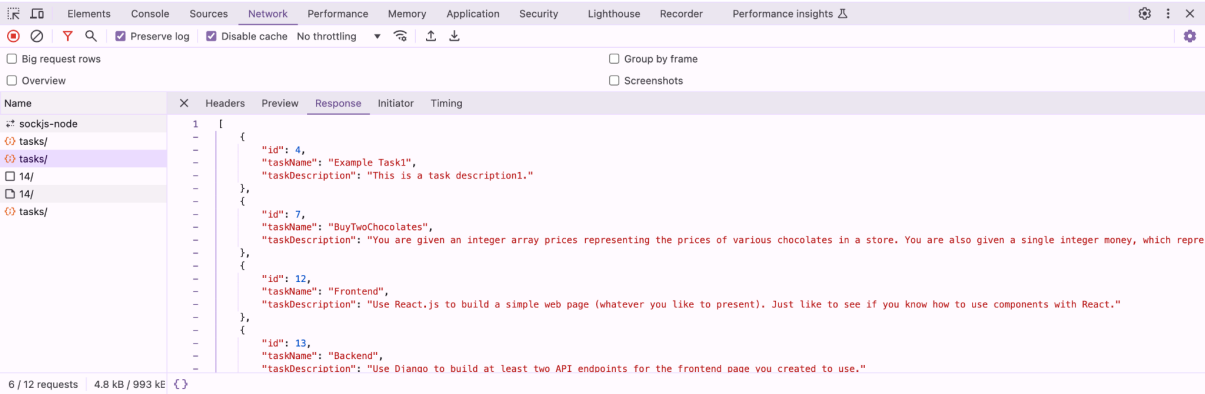 Elements Console Sources Network Performance Memory Application Security Lighthouse Recorder Performance insights
Preserve log Disable cache No throttling
Big request rows Group by frame
Overview Screenshots
Name Headers Preview Response Initiator Timing
sockjs-node
tasks/
tasks/
14/
14/
tasks/
1 [
– {
– "id": 4,
– "taskName": "Example Task1",
– "taskDescription": "This is a task description1."
– },
– {
– "id": 7,
– "taskName": "BuyTwoChocolates",
– "taskDescription": "You are given an integer array prices representing the prices of various chocolates in a store. You are also given a single integer money, which repre
– },
– {
– "id": 12,
– "taskName": "Frontend",
– "taskDescription": "Use React.js to build a simple web page (whatever you like to present). Just like to see if you know how to use components with React."
– },
– {
– "id": 13,
– "taskName": "Backend",
– "taskDescription": "Use Django to build at least two API endpoints for the frontend page you created to use."
6 / 12 requests 4.8 kB / 993 kB {}